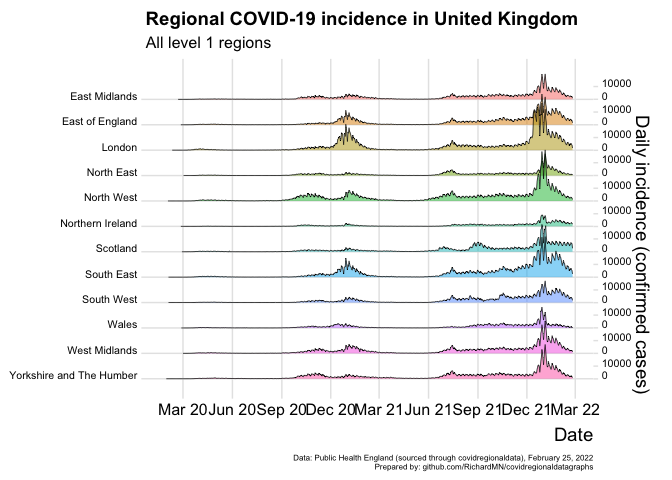 Regional COVID-19 incidence in United Kingdom
All level 1 regions
East Midlands
East of England
London
North East
North West
Northern Ireland
Scotland
South East
South West
Wales
West Midlands
Yorkshire and The Humber
10000
0
10000
0
10000
0
10000
0
10000
0
10000
0
10000
0
10000
0
10000
0
10000
0
10000
0
10000
0
Daily incidence (confirmed cases)
Mar 20 Jun 20 Sep 20 Dec 20 Mar 21 Jun 21 Sep 21 Dec 21 Mar 22
Date
Data: Public Health England (sourced through covidregionaldata), February 25, 2022
Prepared by: github.com/RichardMN/covidregionaldatagraphs